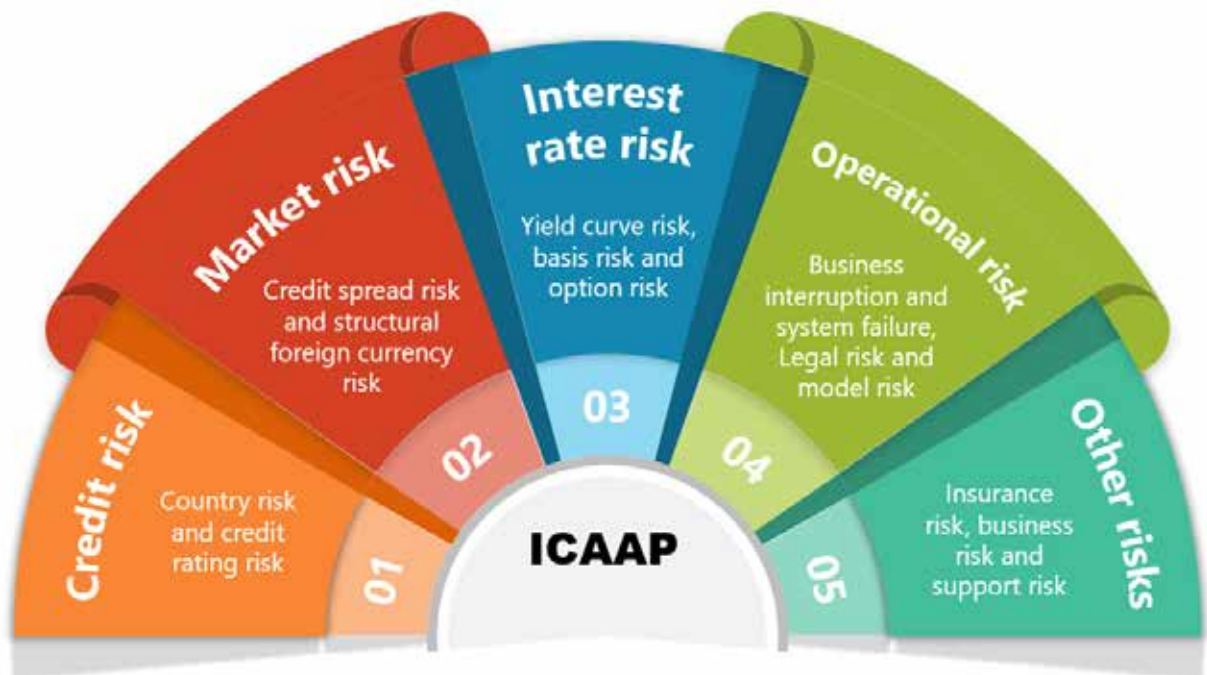 Credit risk
Country risk
and credit
rating risk
01
Market risk
Credit spread risk
and structural
foreign currency
risk
02
Interest
rate risk
Yield curve risk,
basis risk and
option risk
03
Operational risk
Business
interruption and
system failure,
Legal risk and
model risk
04
Other risks
Insurance
risk, business
risk and
support risk
05
ICAAP